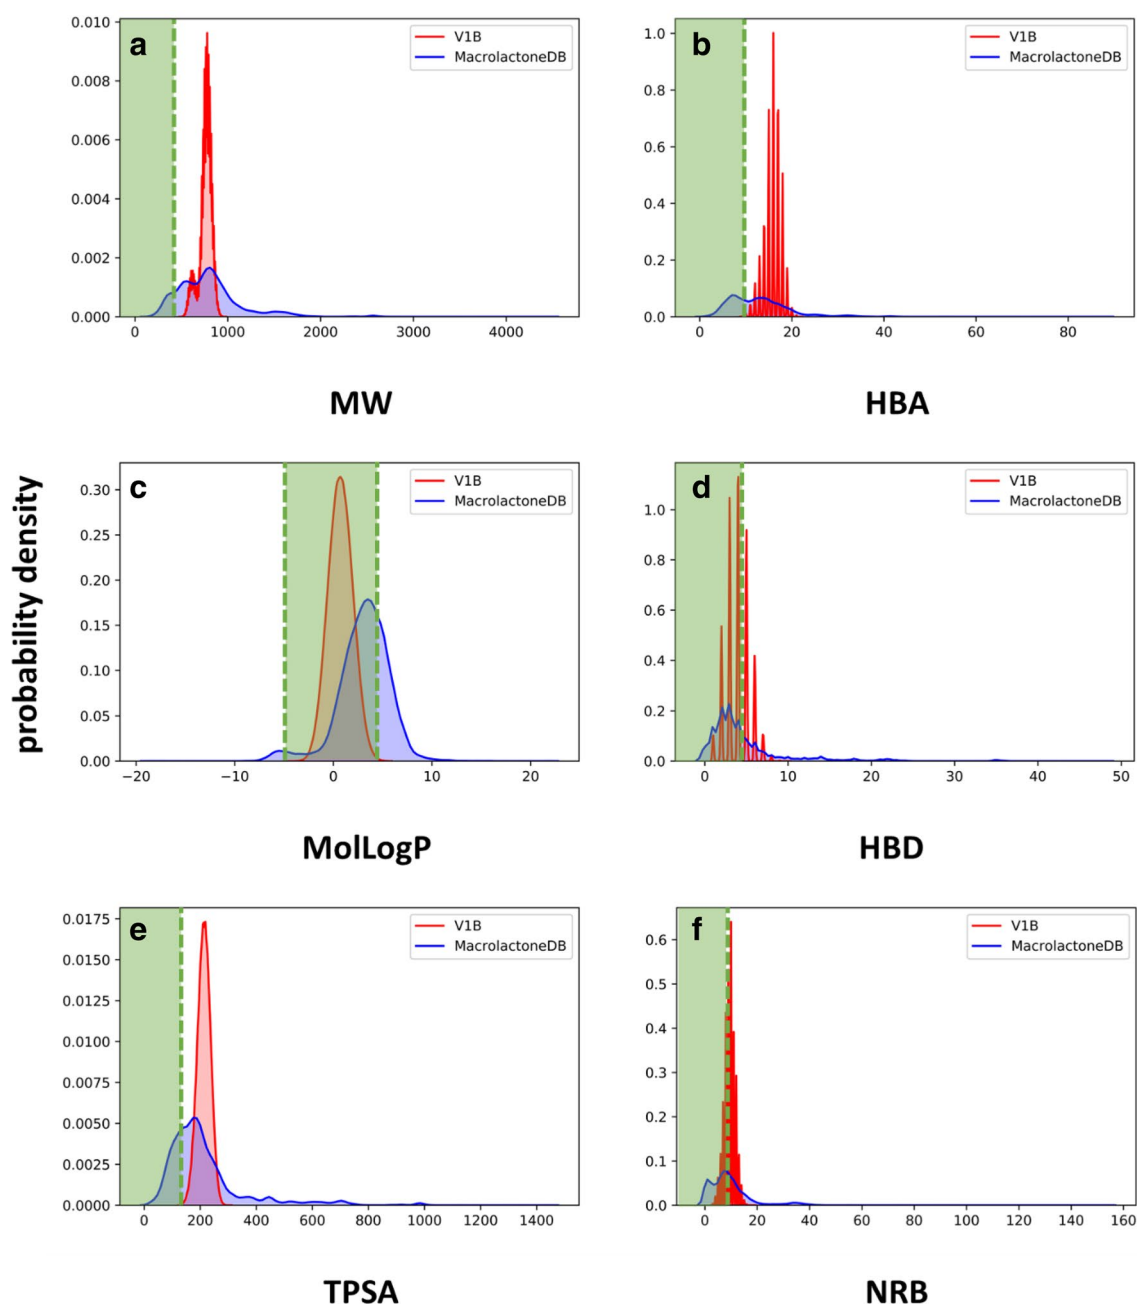 probability density
a
V1B
MacrolactoneDB
0.010
0.008
0.006
0.004
0.002
0.000
0 1000 2000 3000 4000
MW
b
V1B
MacrolactoneDB
1.0
0.8
0.6
0.4
0.2
0.0
0 20 40 60 80
HBA
c
V1B
MacrolactoneDB
0.30
0.25
0.20
0.15
0.10
0.05
0.00
−20 −10 0 10 20
MolLogP
d
V1B
MacrolactoneDB
1.0
0.8
0.6
0.4
0.2
0.0
0 10 20 30 40 50
HBD
e
V1B
MacrolactoneDB
0.0175
0.0150
0.0125
0.0100
0.0075
0.0050
0.0025
0.0000
0 200 400 600 800 1000 1200 1400
TPSA
f
V1B
MacrolactoneDB
0.6
0.5
0.4
0.3
0.2
0.1
0.0
0 20 40 60 80 100 120 140 160
NRB